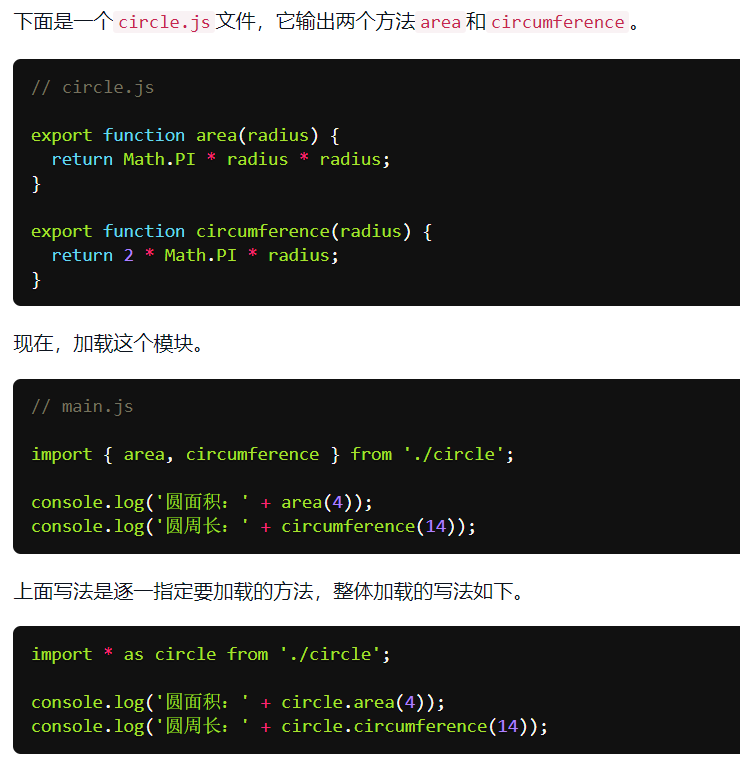 下面是一个circle.js文件，它输出两个方法area和circumference。
// circle.js
export function area(radius) {
  return Math.PI * radius * radius;
}
export function circumference(radius) {
  return 2 * Math.PI * radius;
}
现在，加载这个模块。
// main.js
import { area, circumference } from './circle';
console.log('圆面积：' + area(4));
console.log('圆周长：' + circumference(14));
上面写法是逐一指定要加载的方法，整体加载的写法如下。
import * as circle from './circle';
console.log('圆面积：' + circle.area(4));
console.log('圆周长：' + circle.circumference(14));